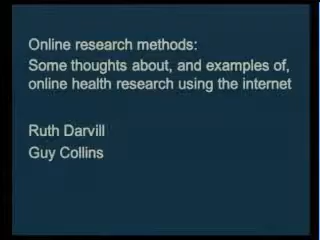 Online research methods:
Some thoughts about, and examples of,
online health research using the internet
Ruth Darvill
Guy Collins